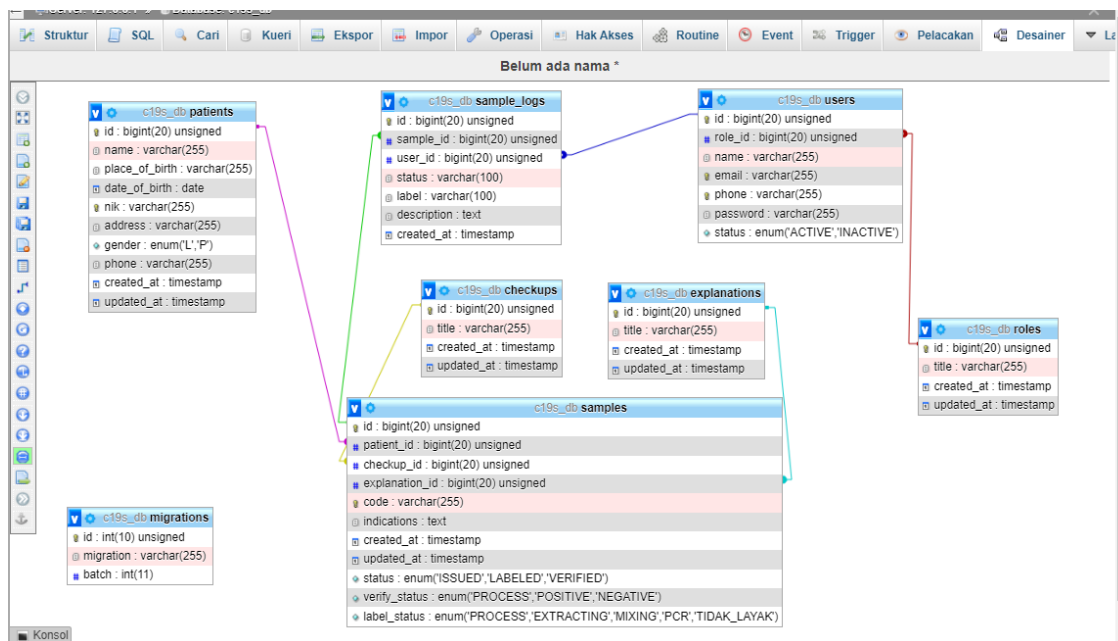 Struktur SQL Cari Kueri Ekspor Impor Operasi Hak Akses Routine Event Trigger Pelacakan Desainer
Belum ada nama *
c19s_db patients
id : bigint(20) unsigned
name : varchar(255)
place_of_birth : varchar(255)
date_of_birth : date
nik : varchar(255)
address : varchar(255)
gender : enum('L','P')
phone : varchar(255)
created_at : timestamp
updated_at : timestamp
c19s_db sample_logs
id : bigint(20) unsigned
sample_id : bigint(20) unsigned
user_id : bigint(20) unsigned
status : varchar(100)
label : varchar(100)
description : text
created_at : timestamp
c19s_db users
id : bigint(20) unsigned
role_id : bigint(20) unsigned
name : varchar(255)
email : varchar(255)
phone : varchar(255)
password : varchar(255)
status : enum('ACTIVE','INACTIVE')
c19s_db checkups
id : bigint(20) unsigned
title : varchar(255)
created_at : timestamp
updated_at : timestamp
c19s_db explanations
id : bigint(20) unsigned
title : varchar(255)
created_at : timestamp
updated_at : timestamp
c19s_db roles
id : bigint(20) unsigned
title : varchar(255)
created_at : timestamp
updated_at : timestamp
c19s_db samples
id : bigint(20) unsigned
patient_id : bigint(20) unsigned
checkup_id : bigint(20) unsigned
explanation_id : bigint(20) unsigned
code : varchar(255)
indications : text
created_at : timestamp
updated_at : timestamp
status : enum('ISSUED','LABELED','VERIFIED')
verify_status : enum('PROCESS','POSITIVE','NEGATIVE')
label_status : enum('PROCESS','EXTRACTING','MIXING','PCR','TIDAK_LAYAK')
c19s_db migrations
id : int(10) unsigned
migration : varchar(255)
batch : int(11)
Konsol